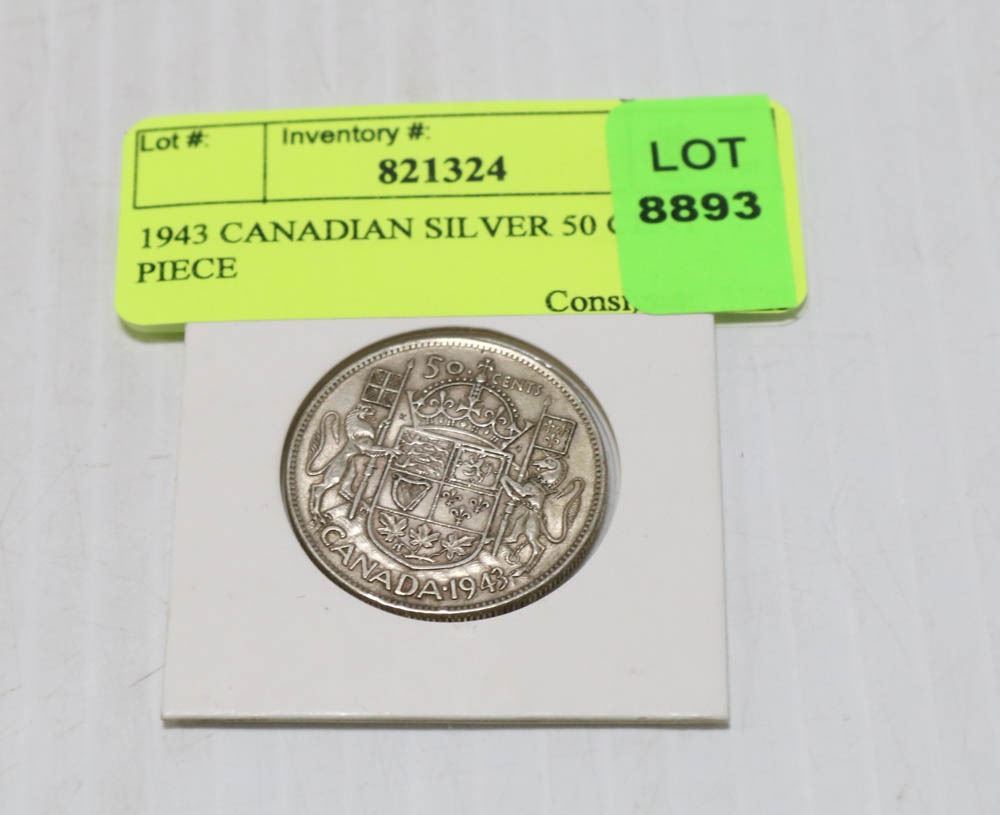 Lot #:
Inventory #:
821324
LOT
8893
1943 CANADIAN SILVER 50
PIECE
50 CENTS
CANADA·1943